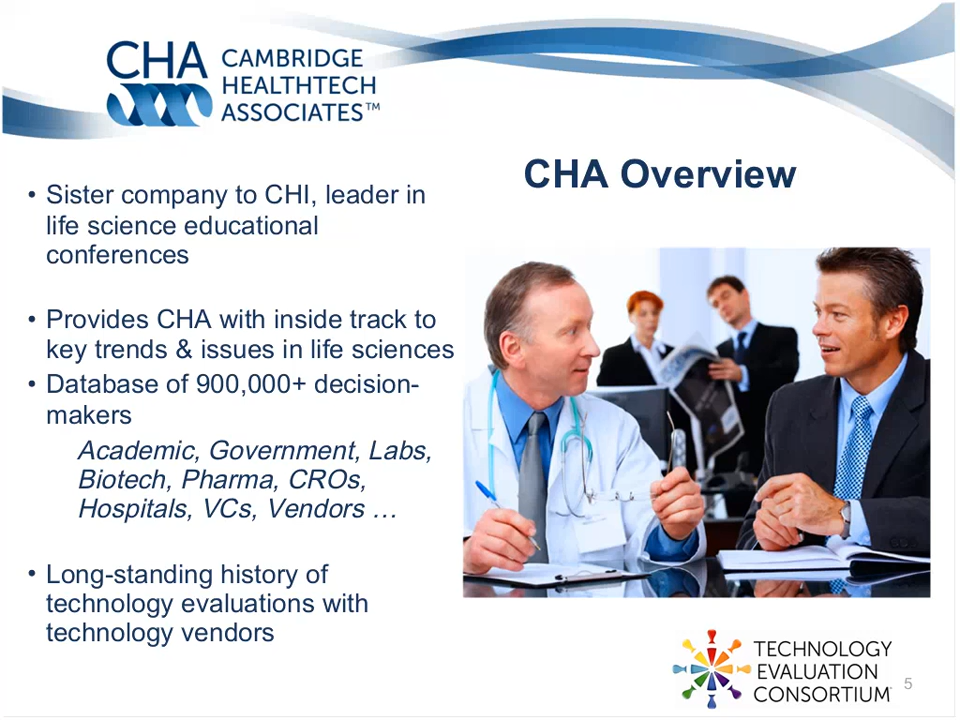 CHA CAMBRIDGE
HEALTHTECH
ASSOCIATES™
CHA Overview
• Sister company to CHI, leader in
life science educational
conferences
• Provides CHA with inside track to
key trends & issues in life sciences
• Database of 900,000+ decision-
makers
Academic, Government, Labs,
Biotech, Pharma, CROs,
Hospitals, VCs, Vendors …
• Long-standing history of
technology evaluations with
technology vendors
TECHNOLOGY
EVALUATION
CONSORTIUM
5